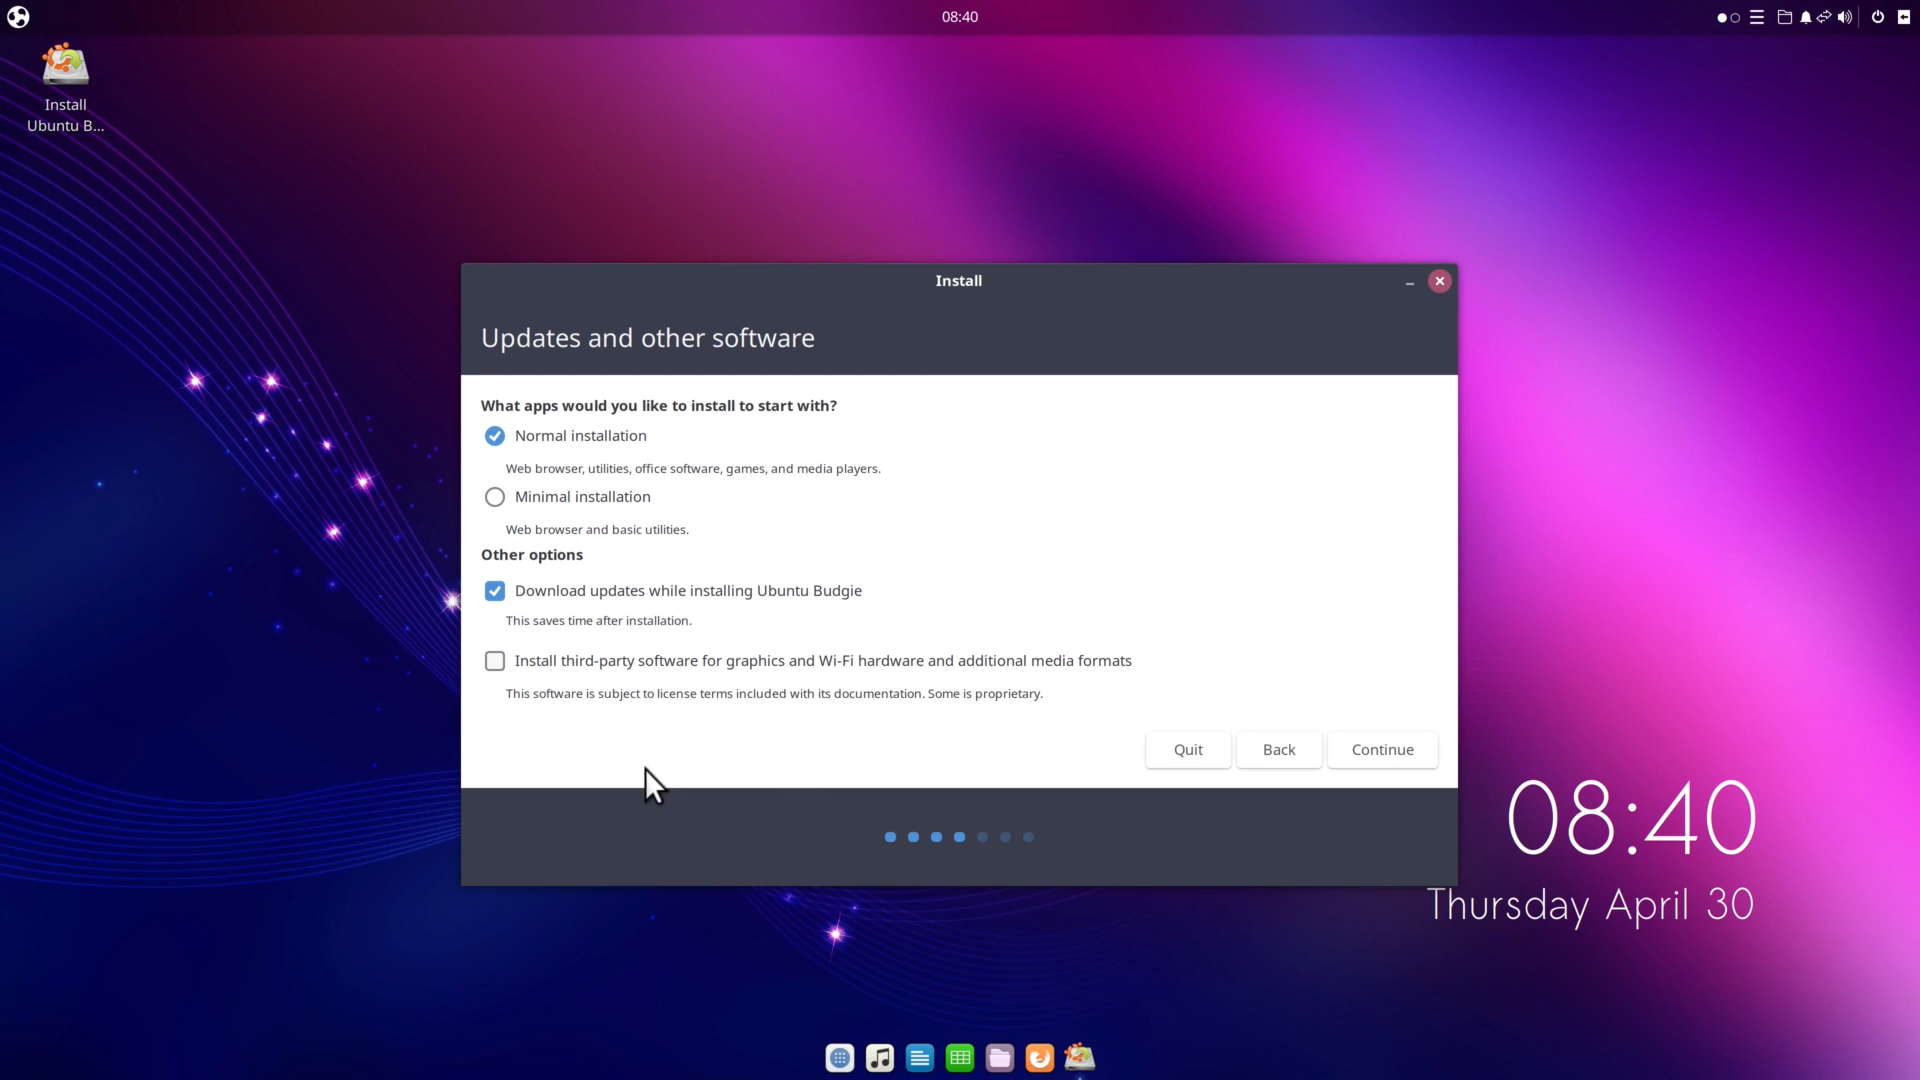 08:40
Install
Ubuntu B...
Install
Updates and other software
What apps would you like to install to start with?
Normal installation
Web browser, utilities, office software, games, and media players.
Minimal installation
Web browser and basic utilities.
Other options
Download updates while installing Ubuntu Budgie
This saves time after installation.
Install third-party software for graphics and Wi-Fi hardware and additional media formats
This software is subject to license terms included with its documentation. Some is proprietary.
Quit
Back
Continue
08:40
Thursday April 30